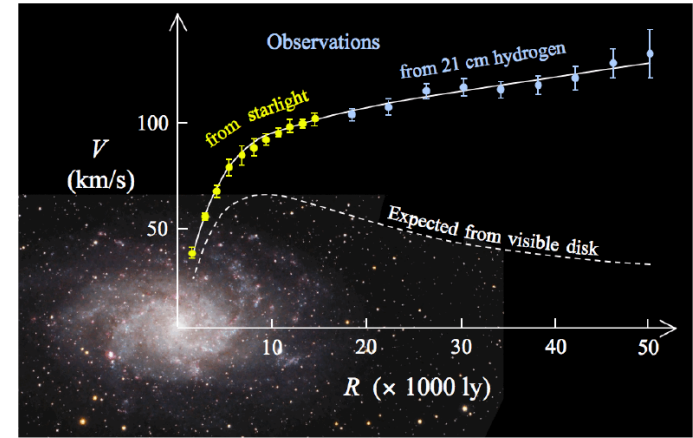 Observations
from 21 cm hydrogen
from starlight
100
V
(km/s)
50
Expected from visible disk
10
20
30
40
50
R (× 1000 ly)